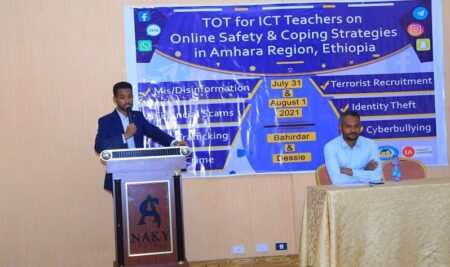 TOT for ICT Teachers on
Online Safety & Coping Strategies
in Amhara Region, Ethiopia
Mis/Disinformation
Financial Scams
Trafficking
July 31
&
August 1
2021
Bahirdar
&
Dessie
Terrorist Recruitment
Identity Theft
Cyberbullying
NAKY